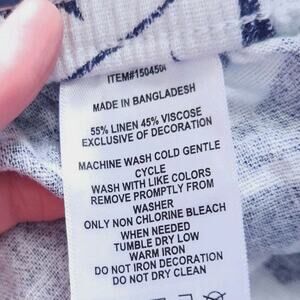 ITEM#1504504
MADE IN BANGLADESH
55% LINEN 45% VISCOSE
EXCLUSIVE OF DECORATION
MACHINE WASH COLD GENTLE
CYCLE
WASH WITH LIKE COLORS
REMOVE PROMPTLY FROM
WASHER
ONLY NON CHLORINE BLEACH
WHEN NEEDED
TUMBLE DRY LOW
WARM IRON
DO NOT IRON DECORATION
DO NOT DRY CLEAN